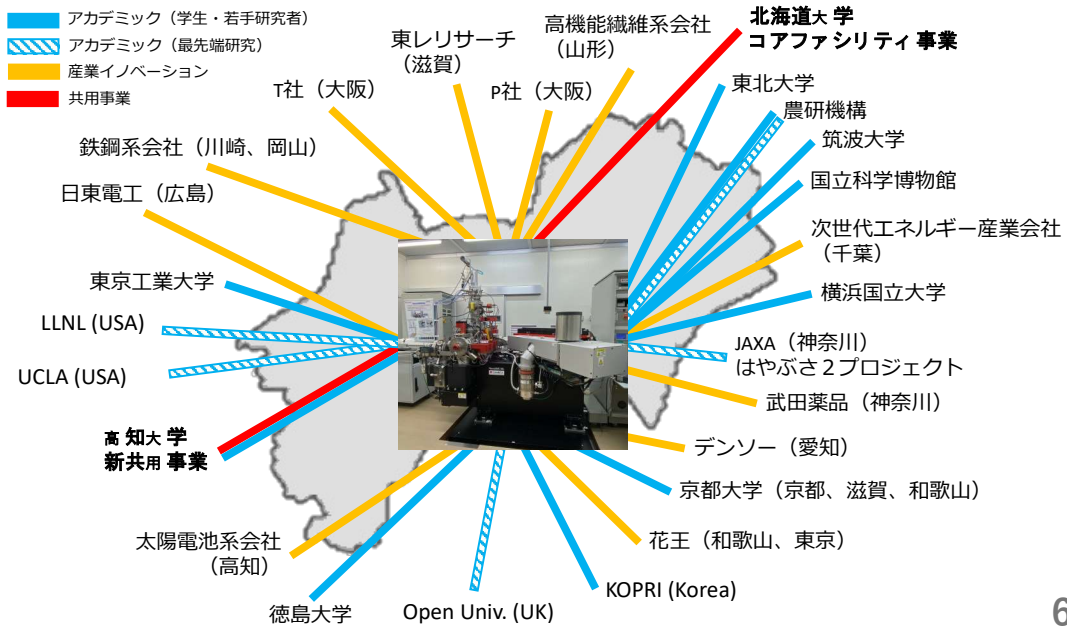 アカデミック（学生・若手研究者）
アカデミック（最先端研究）
産業イノベーション
共用事業
T社（大阪）
東レリサーチ
（滋賀）
P社（大阪）
高機能繊維系会社
（山形）
北海道大学
コアファシリティ事業
東北大学
農研機構
筑波大学
国立科学博物館
次世代エネルギー産業会社
（千葉）
横浜国立大学
JAXA（神奈川）
はやぶさ２プロジェクト
武田薬品（神奈川）
デンソー（愛知）
京都大学（京都、滋賀、和歌山）
花王（和歌山、東京）
KOPRI (Korea)
Open Univ. (UK)
徳島大学
太陽電池系会社
（高知）
高知大学
新共用事業
UCLA (USA)
LLNL (USA)
東京工業大学
日東電工（広島）
鉄鋼系会社（川崎、岡山）
6